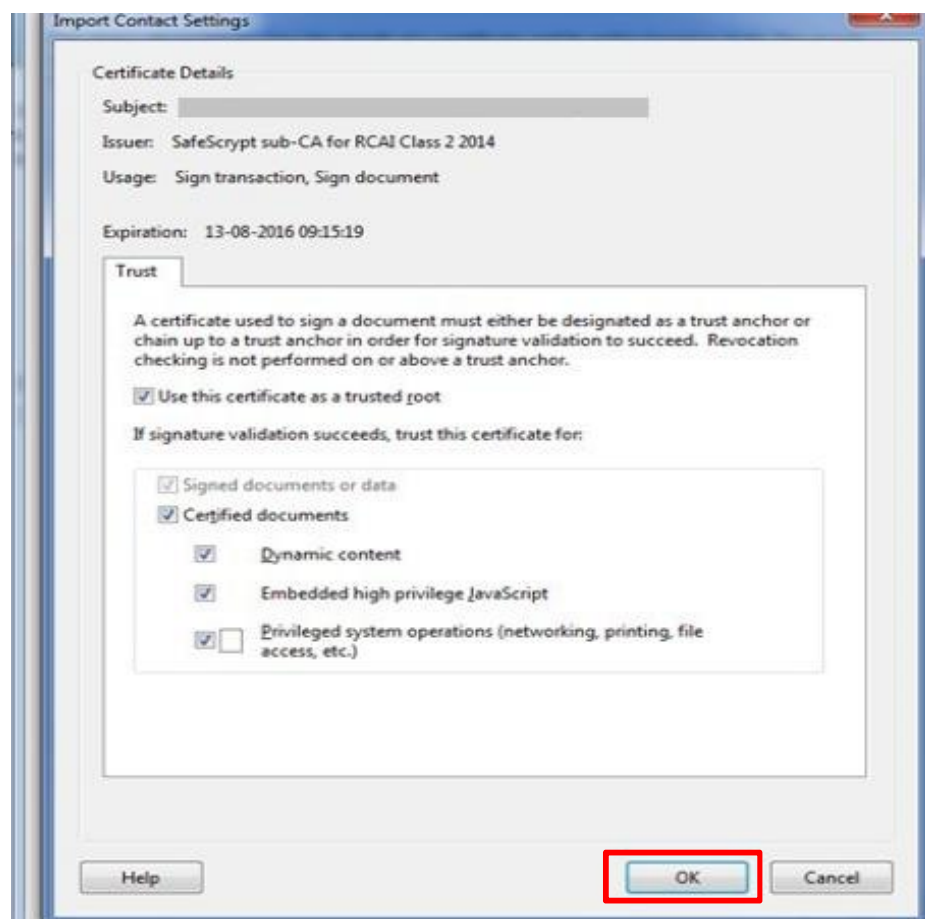 Import Contact Settings
Certificate Details
Subject:
Issuer: SafeScrypt sub-CA for RCAI Class 2 2014
Usage: Sign transaction, Sign document
Expiration: 13-08-2016 09:15:19
Trust
A certificate used to sign a document must either be designated as a trust anchor or
chain up to a trust anchor in order for signature validation to succeed. Revocation
checking is not performed on or above a trust anchor.
Use this certificate as a trusted root
If signature validation succeeds, trust this certificate for:
Signed documents or data
Certified documents
Dynamic content
Embedded high privilege JavaScript
Privileged system operations (networking, printing, file
access, etc.)
Help OK Cancel